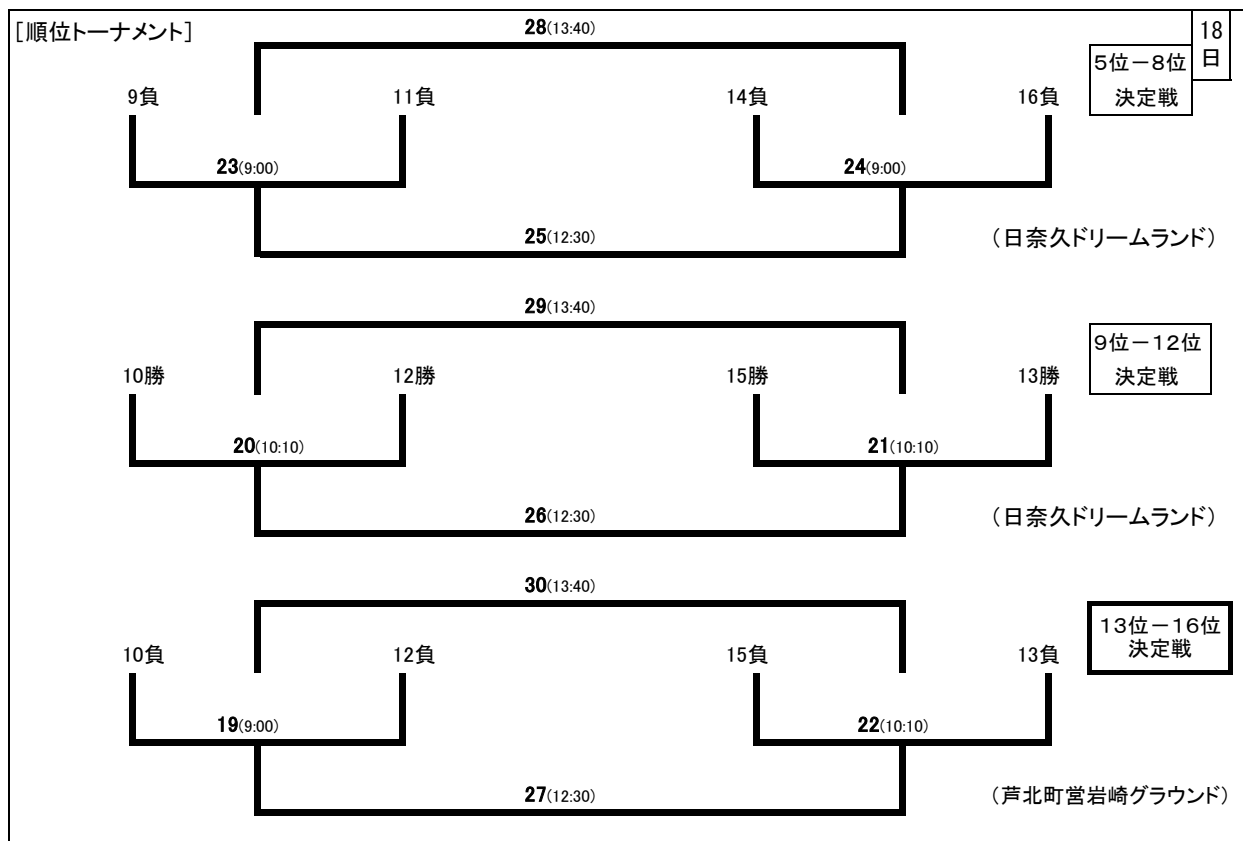 [順位トーナメント]
28(13:40)
18
日
5位－8位
決定戦
9負
11負
14負
16負
23(9:00)
24(9:00)
25(12:30)
（日奈久ドリームランド）
29(13:40)
9位－12位
決定戦
10勝
12勝
15勝
13勝
20(10:10)
21(10:10)
26(12:30)
（日奈久ドリームランド）
30(13:40)
13位－16位
決定戦
10負
12負
15負
13負
19(9:00)
22(10:10)
27(12:30)
（芦北町営岩崎グラウンド）